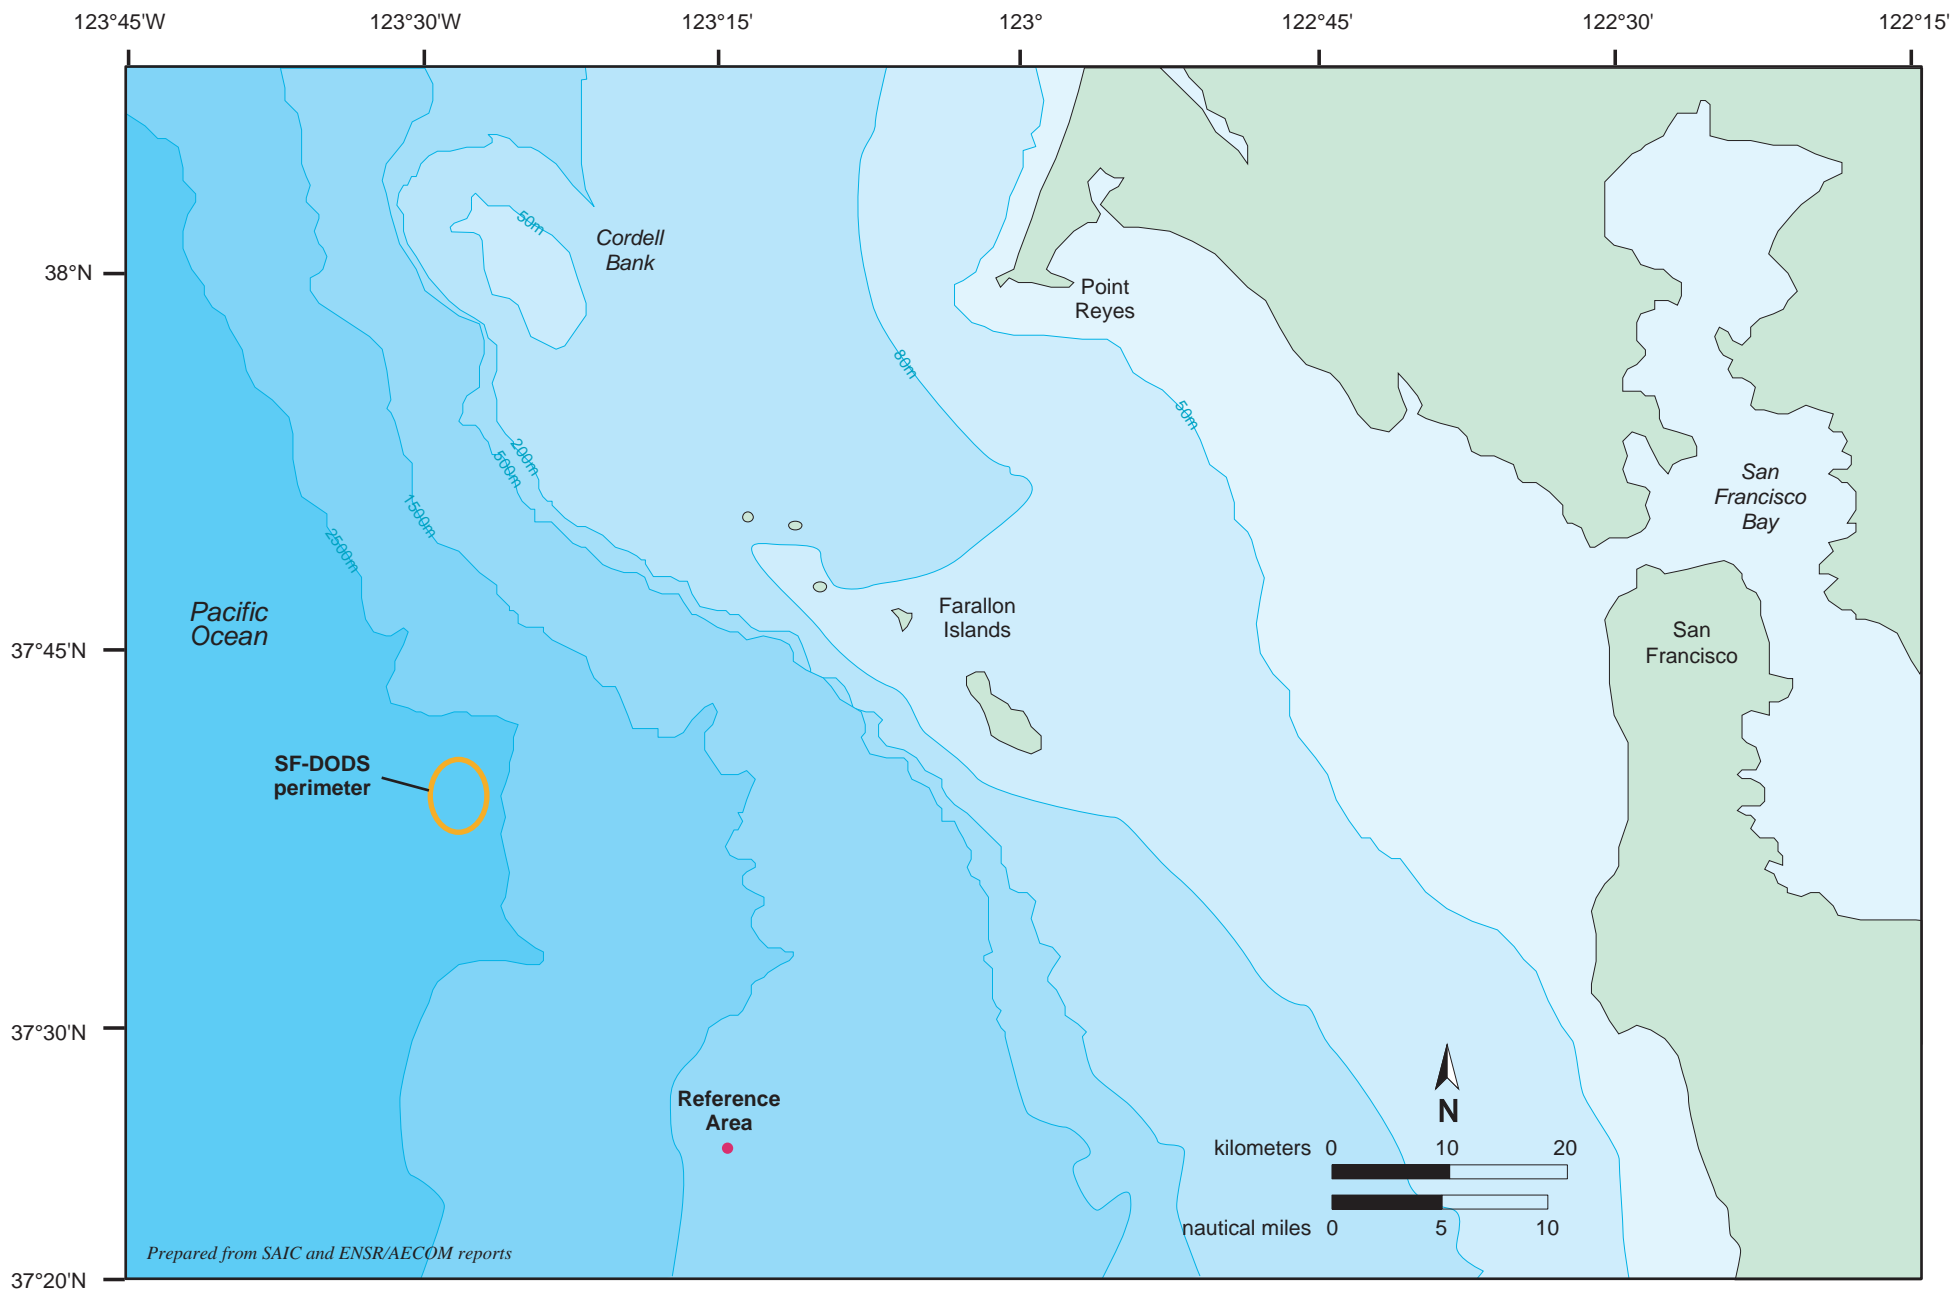 123°45'W 123°30'W 123°15' 123° 122°45' 122°30' 122°15'
50m
Cordell
Bank
38°N
Point
Reyes
80m
50m
200m
500m
San
Francisco
Bay
1500m
2500m
Pacific
Ocean
Farallon
Islands
San
Francisco
37°45'N
SF-DODS
perimeter
37°30'N
Reference
Area
N
kilometers 0 10 20
nautical miles 0 5 10
Prepared from SAIC and ENSR/AECOM reports
37°20'N